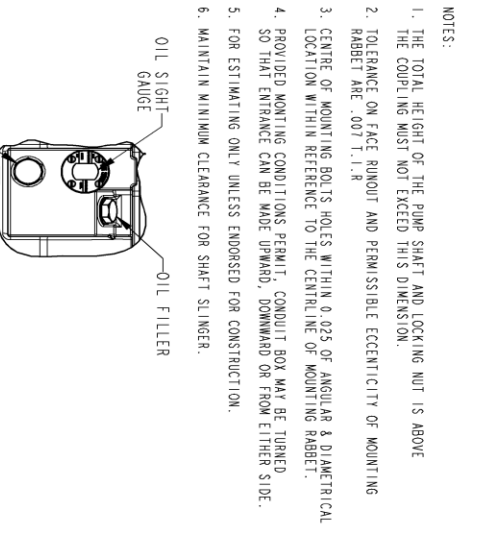 NOTES:
1. THE TOTAL HEIGHT OF THE PUMP SHAFT AND LOCKING NUT IS ABOVE
THE COUPLING MUST NOT EXCEED THIS DIMENSION.
2. TOLERANCE ON FACE RUNOUT AND PERMISSIBLE ECCENTICITY OF MOUNTING
RABBET ARE .007 T.I.R
3. CENTRE OF MOUNTING BOLTS HOLES WITHIN 0.025 OF ANGULAR & DIAMETRICAL
LOCATION WITHIN REFERENCE TO THE CENTRLINE OF MOUNTING RABBET.
4. PROVIDED MONTING CONDITIONS PERMIT, CONDUIT BOX MAY BE TURNED
SO THAT ENTRANCE CAN BE MADE UPWARD, DOWNWARD OR FROM EITHER SIDE.
5. FOR ESTIMATING ONLY UNLESS ENDORSED FOR CONSTRUCTION.
6. MAINTAIN MINIMUM CLEARANCE FOR SHAFT SLINGER.
OIL SIGHT
GAUGE
OIL FILLER